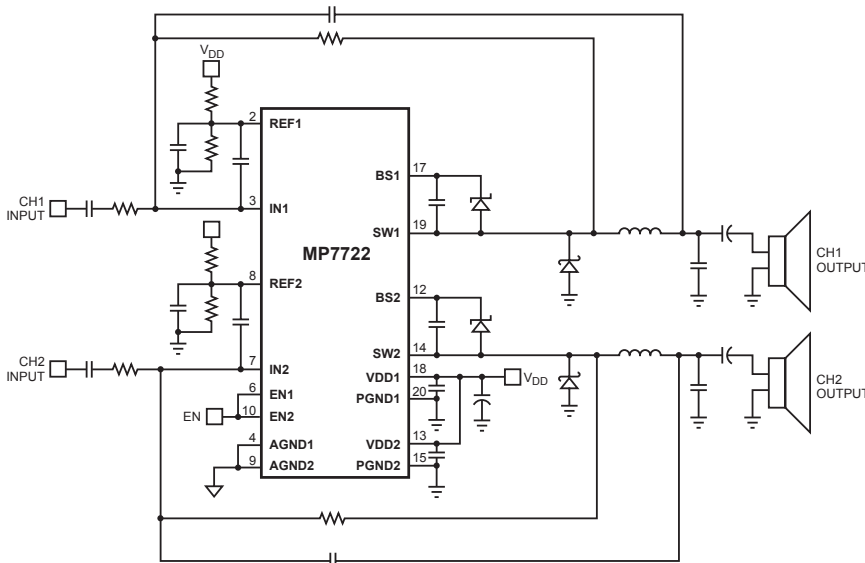 V_DD
2 REF1
BS1 17
CH1
INPUT
3 IN1
SW1 19
MP7722
CH1
OUTPUT
8 REF2
BS2 12
SW2 14
CH2
INPUT
7 IN2
VDD1 18
V_DD
CH2
OUTPUT
6 EN1
PGND1 20
EN
10 EN2
4 AGND1
VDD2 13
9 AGND2
PGND2 15